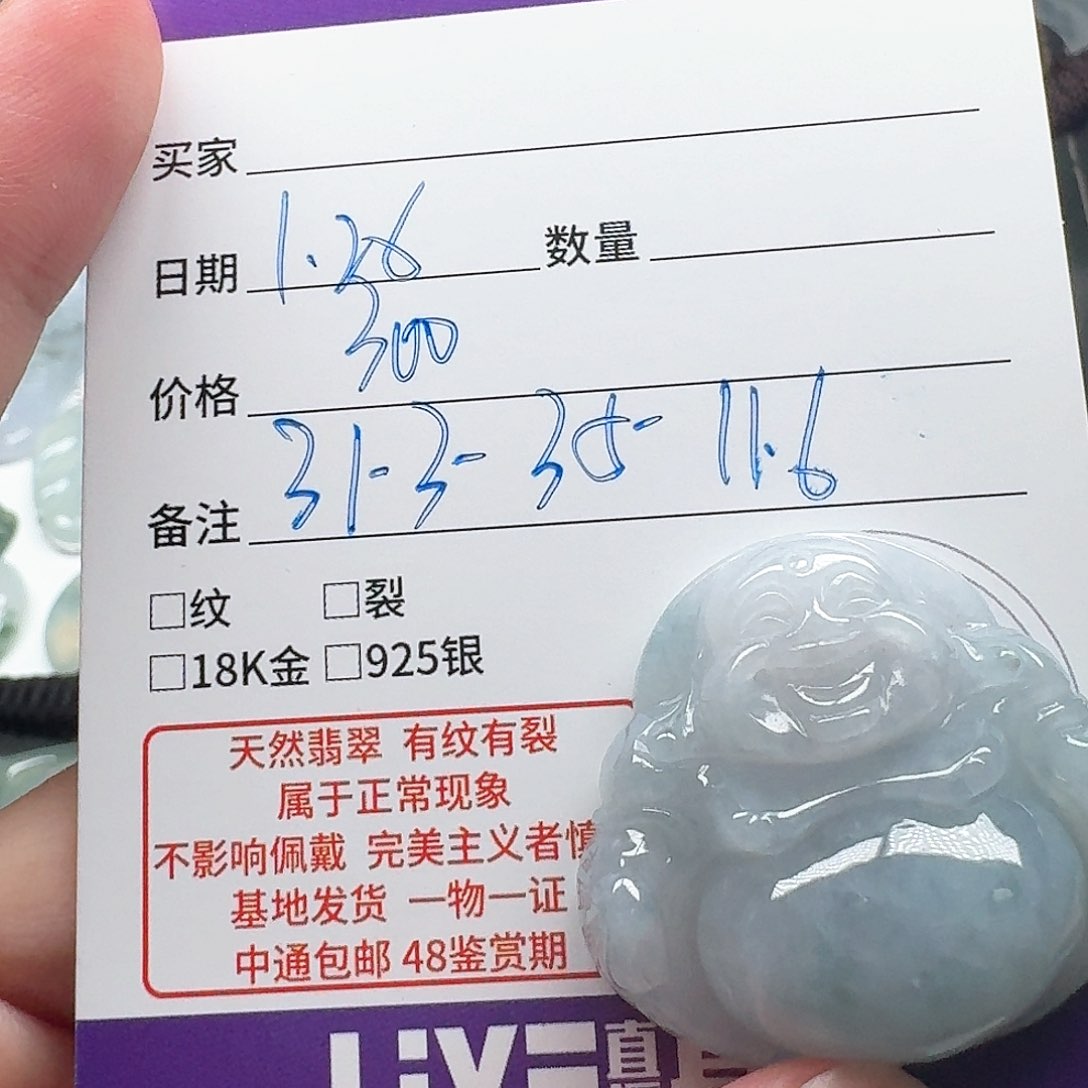 买家
日期 1.26 数量
300
价格
31-3- 35- 11.6
备注
□纹 □裂
□18K金 □925银
天然翡翠 有纹有裂
属于正常现象
不影响佩戴 完美主义者慎
基地发货 一物一证
中通包邮 48鉴赏期
LIVE 直